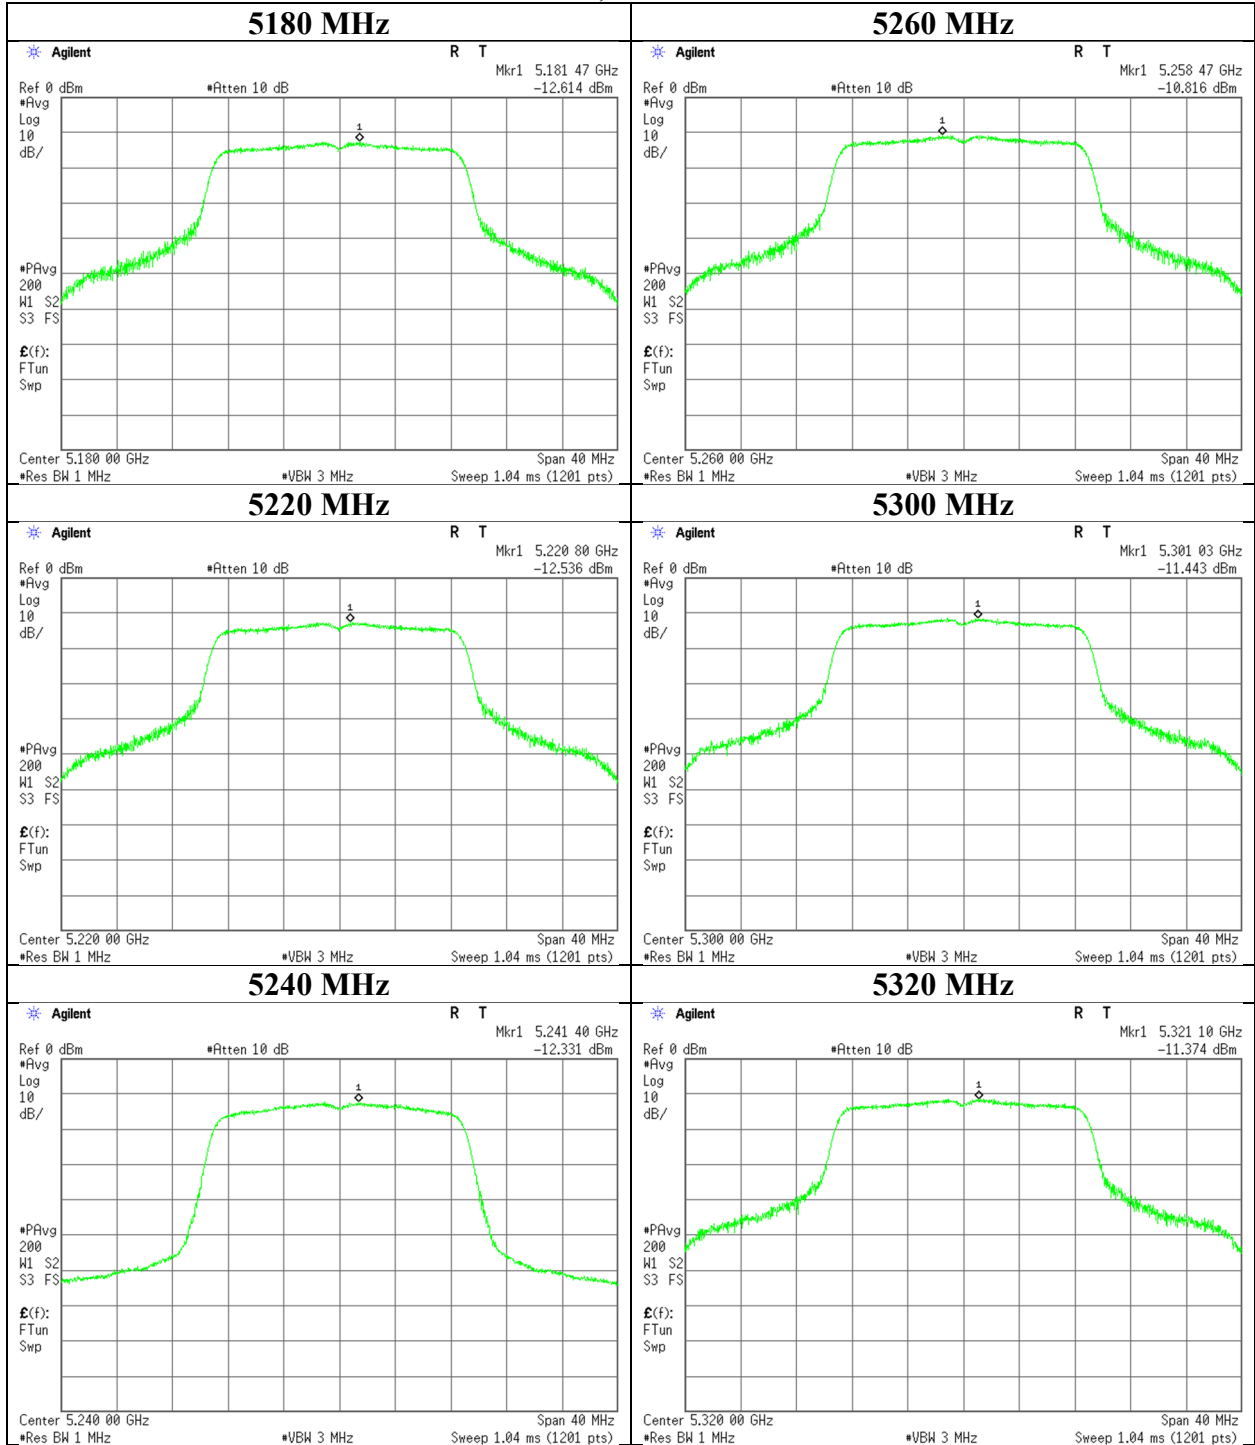 5180 MHz
Agilent R T
Mkr1 5.181 47 GHz
Ref 0 dBm #Atten 10 dB -12.614 dBm
#Avg
Log
10
dB/
1
#PAvg
200
W1 S2
S3 FS
£(f):
FTun
Swp
Center 5.180 00 GHz Span 40 MHz
#Res BW 1 MHz #VBW 3 MHz Sweep 1.04 ms (1201 pts)
5260 MHz
Agilent R T
Mkr1 5.258 47 GHz
Ref 0 dBm #Atten 10 dB -10.816 dBm
#Avg
Log
10
dB/
1
#PAvg
200
W1 S2
S3 FS
£(f):
FTun
Swp
Center 5.260 00 GHz Span 40 MHz
#Res BW 1 MHz #VBW 3 MHz Sweep 1.04 ms (1201 pts)
5220 MHz
Agilent R T
Mkr1 5.220 80 GHz
Ref 0 dBm #Atten 10 dB -12.536 dBm
#Avg
Log
10
dB/
1
#PAvg
200
W1 S2
S3 FS
£(f):
FTun
Swp
Center 5.220 00 GHz Span 40 MHz
#Res BW 1 MHz #VBW 3 MHz Sweep 1.04 ms (1201 pts)
5300 MHz
Agilent R T
Mkr1 5.301 03 GHz
Ref 0 dBm #Atten 10 dB -11.443 dBm
#Avg
Log
10
dB/
1
#PAvg
200
W1 S2
S3 FS
£(f):
FTun
Swp
Center 5.300 00 GHz Span 40 MHz
#Res BW 1 MHz #VBW 3 MHz Sweep 1.04 ms (1201 pts)
5240 MHz
Agilent R T
Mkr1 5.241 40 GHz
Ref 0 dBm #Atten 10 dB -12.331 dBm
#Avg
Log
10
dB/
1
#PAvg
200
W1 S2
S3 FS
£(f):
FTun
Swp
Center 5.240 00 GHz Span 40 MHz
#Res BW 1 MHz #VBW 3 MHz Sweep 1.04 ms (1201 pts)
5320 MHz
Agilent R T
Mkr1 5.321 10 GHz
Ref 0 dBm #Atten 10 dB -11.374 dBm
#Avg
Log
10
dB/
1
#PAvg
200
W1 S2
S3 FS
£(f):
FTun
Swp
Center 5.320 00 GHz Span 40 MHz
#Res BW 1 MHz #VBW 3 MHz Sweep 1.04 ms (1201 pts)